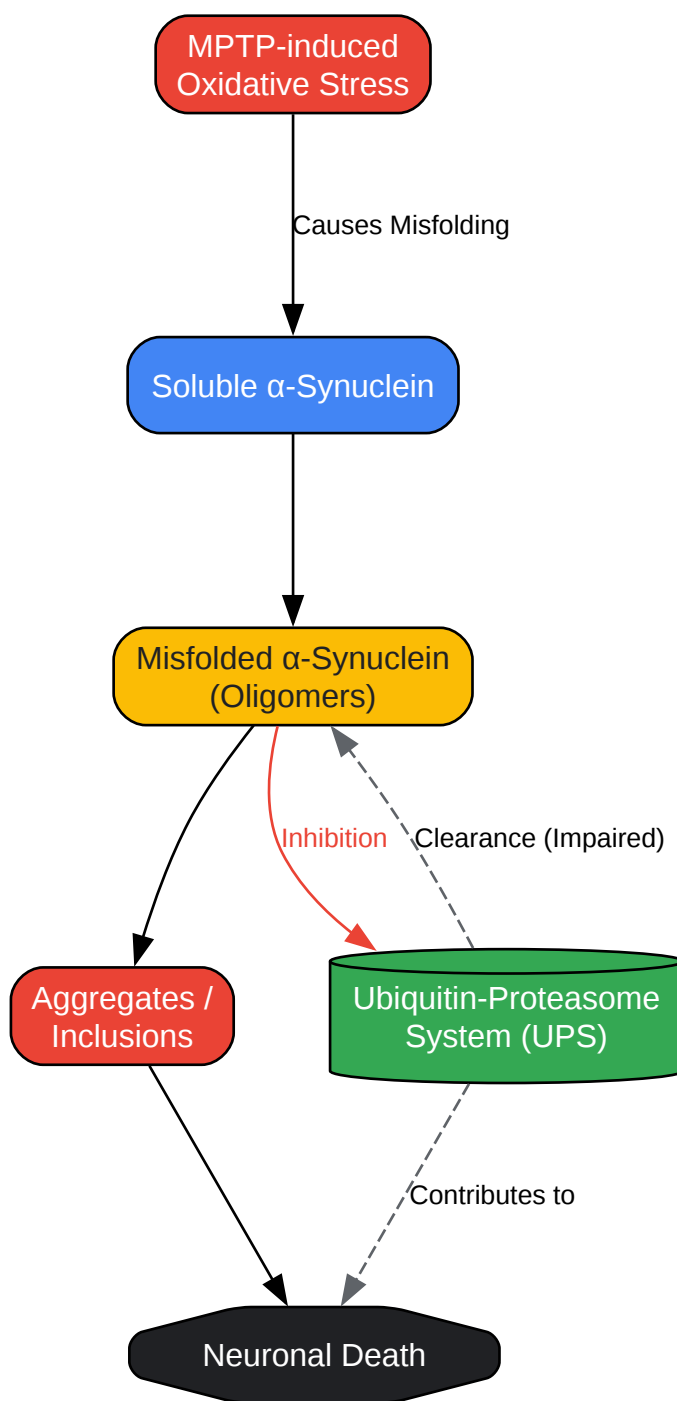 MPTP-induced
Oxidative Stress
Causes Misfolding
Soluble α-Synuclein
Misfolded α-Synuclein
(Oligomers)
Inhibition
Clearance (Impaired)
Aggregates /
Inclusions
Ubiquitin-Proteasome
System (UPS)
Contributes to
Neuronal Death